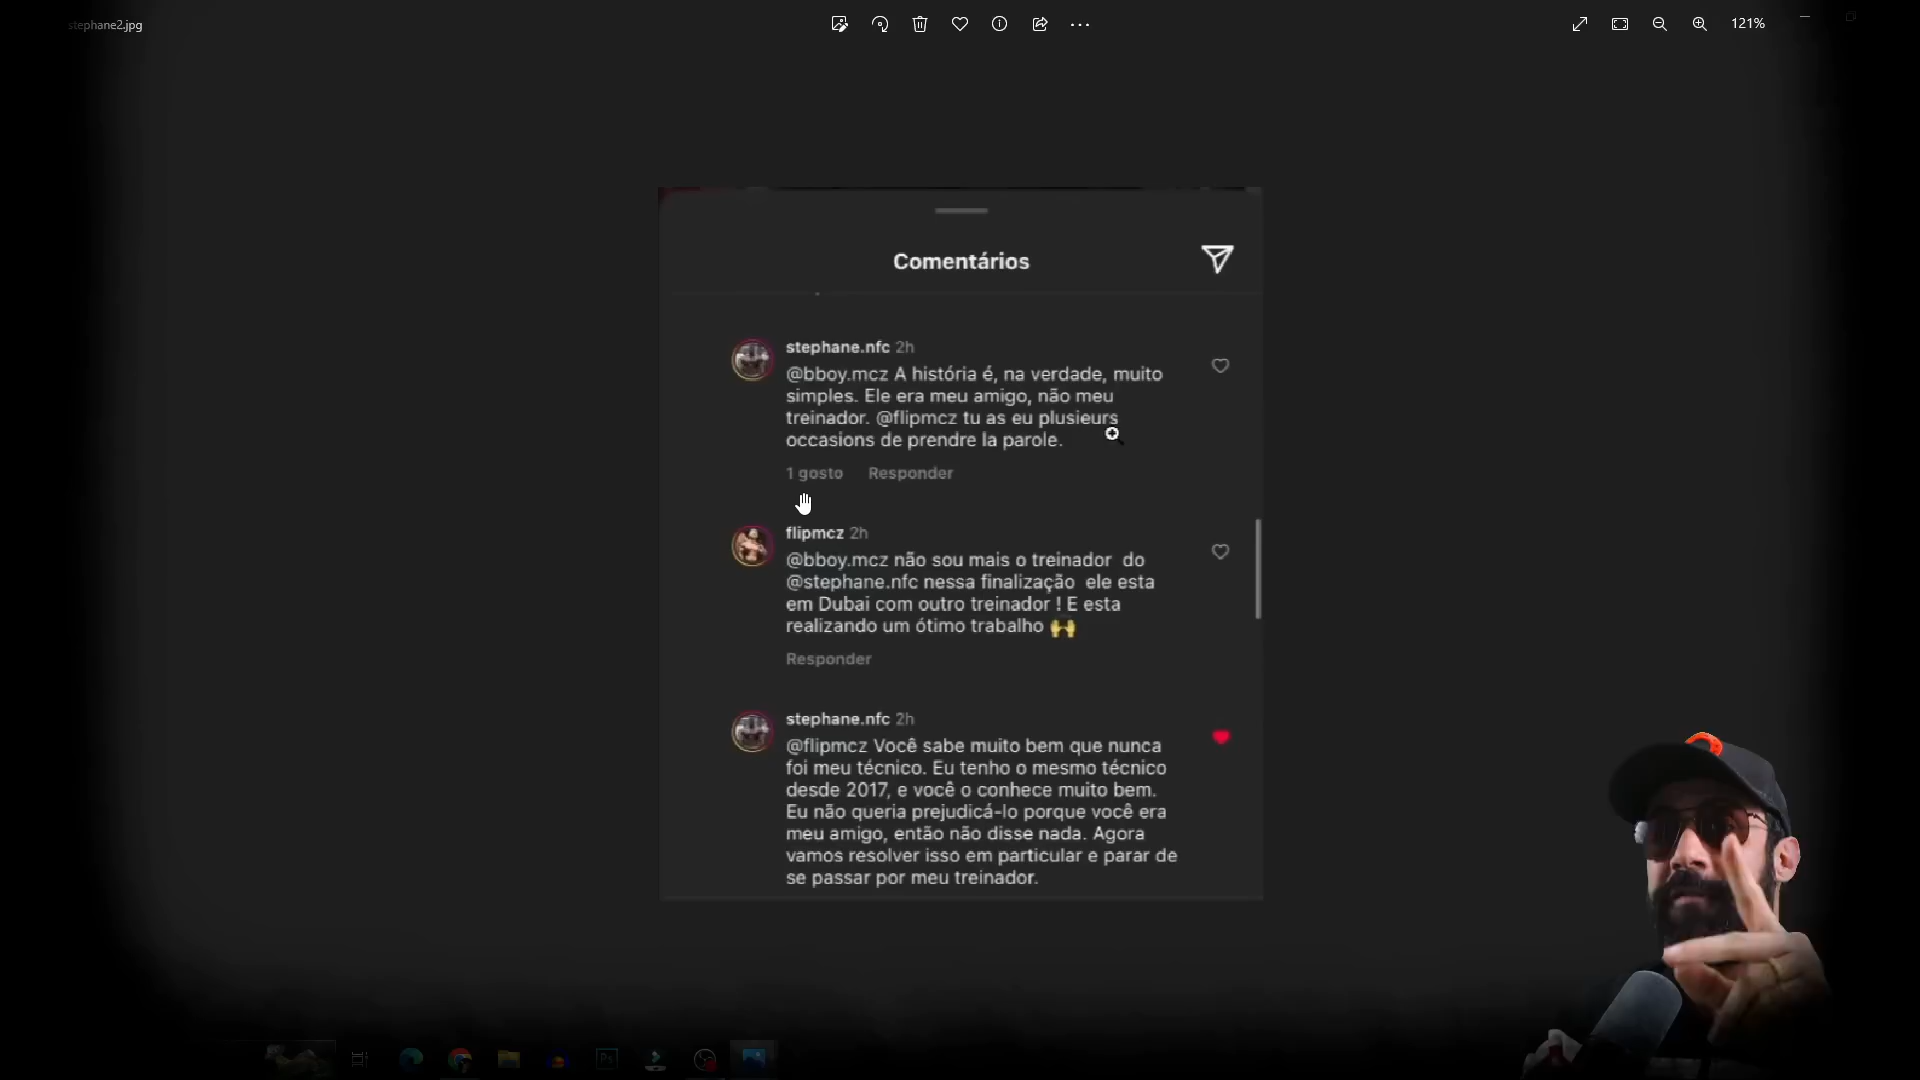 stephane2.jpg
121%
Comentários
stephane.nfc 2h
@bboy.mcz A história é, na verdade, muito
simples. Ele era meu amigo, não meu
treinador. @flipmcz tu as eu plusieurs
occasions de prendre la parole.
1 gosto Responder
flipmcz 2h
@bboy.mcz não sou mais o treinador do
@stephane.nfc nessa finalização ele esta
em Dubai com outro treinador ! E esta
realizando um ótimo trabalho 🙌
Responder
stephane.nfc 2h
@flipmcz Você sabe muito bem que nunca
foi meu técnico. Eu tenho o mesmo técnico
desde 2017, e você o conhece muito bem.
Eu não queria prejudicá-lo porque você era
meu amigo, então não disse nada. Agora
vamos resolver isso em particular e parar de
se passar por meu treinador.
Ps